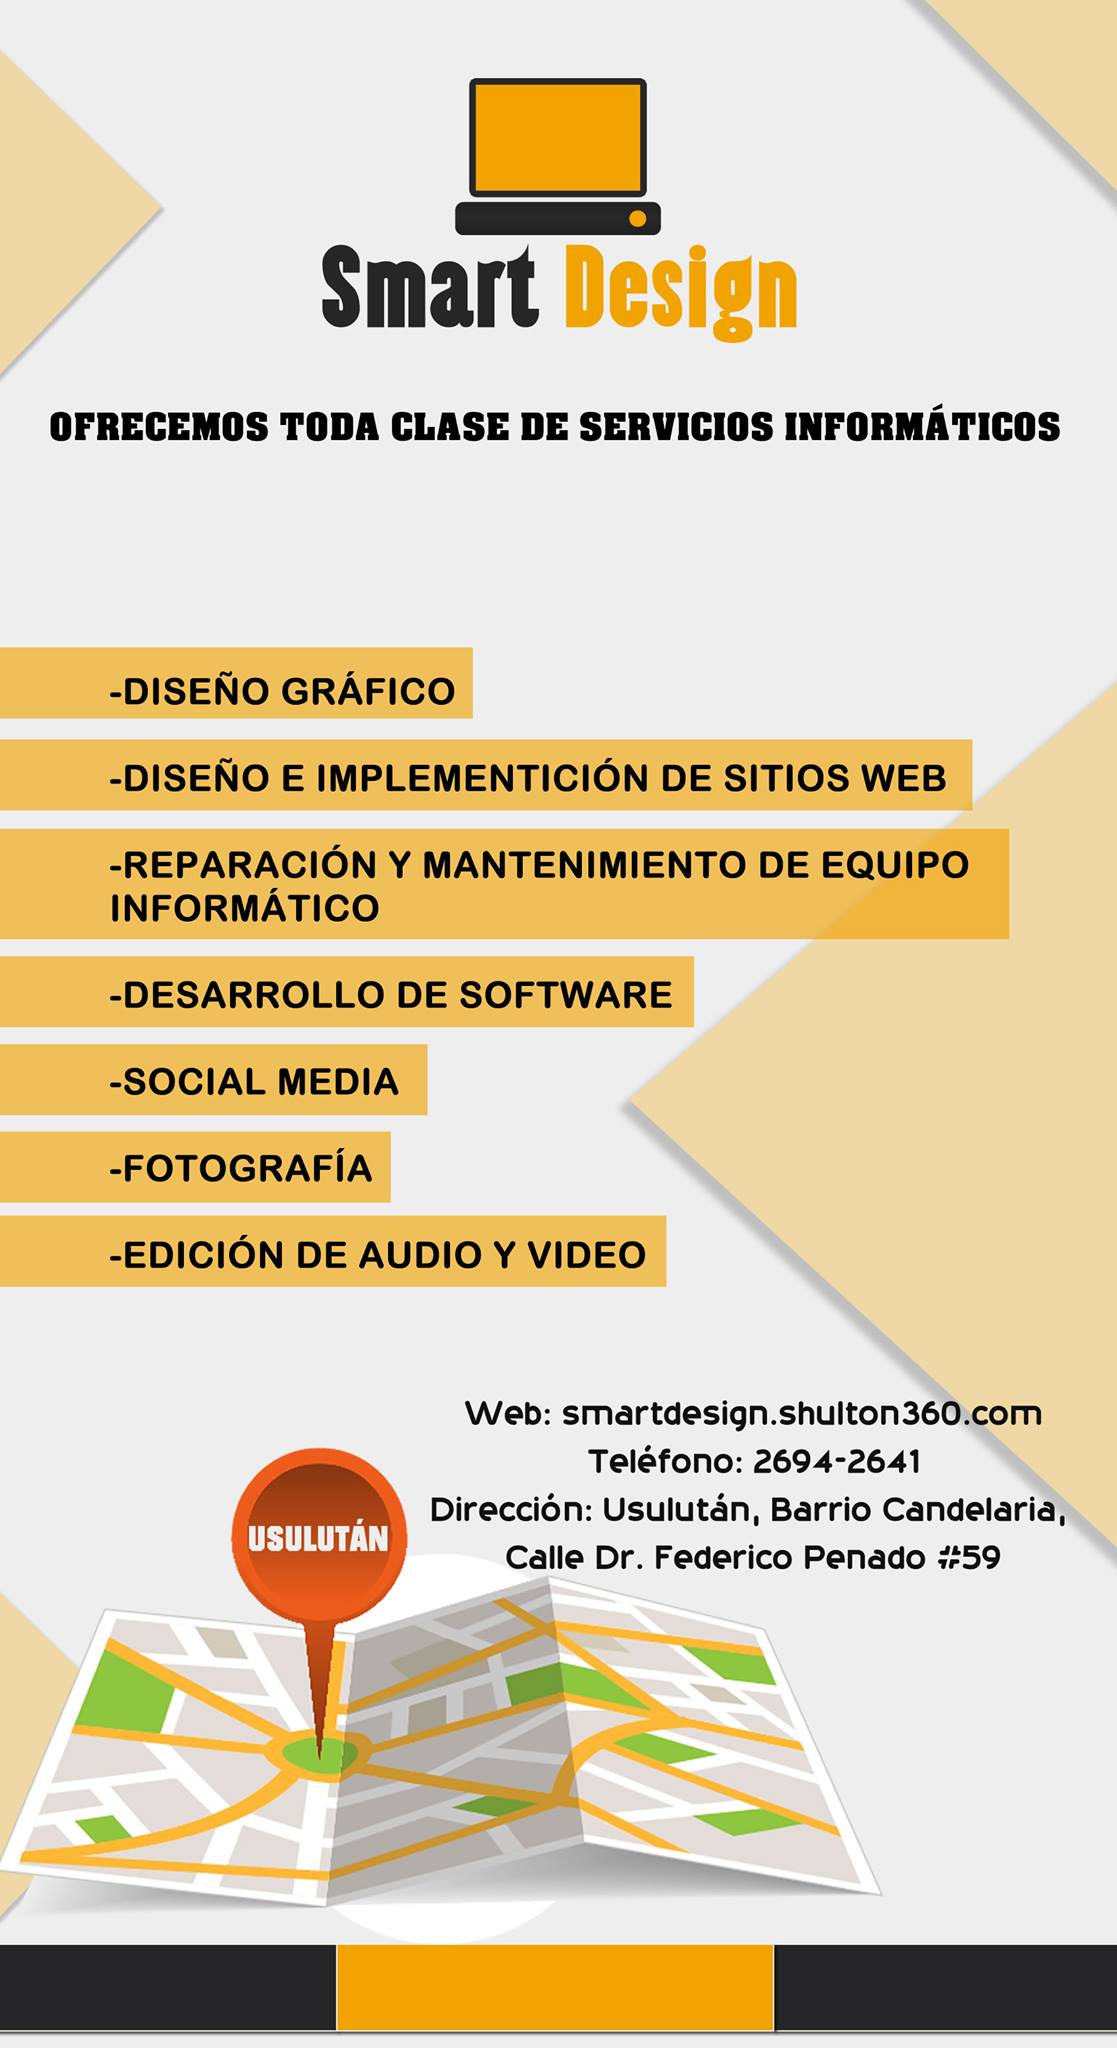 Smart Design
OFRECEMOS TODA CLASE DE SERVICIOS INFORMÁTICOS
-DISEÑO GRÁFICO
-DISEÑO E IMPLEMENTICIÓN DE SITIOS WEB
-REPARACIÓN Y MANTENIMIENTO DE EQUIPO
INFORMÁTICO
-DESARROLLO DE SOFTWARE
-SOCIAL MEDIA
-FOTOGRAFÍA
-EDICIÓN DE AUDIO Y VIDEO
Web: smartdesign.shulton360.com
Teléfono: 2694-2641
Dirección: Usulután, Barrio Candelaria,
Calle Dr. Federico Penado #59
USULUTÁN